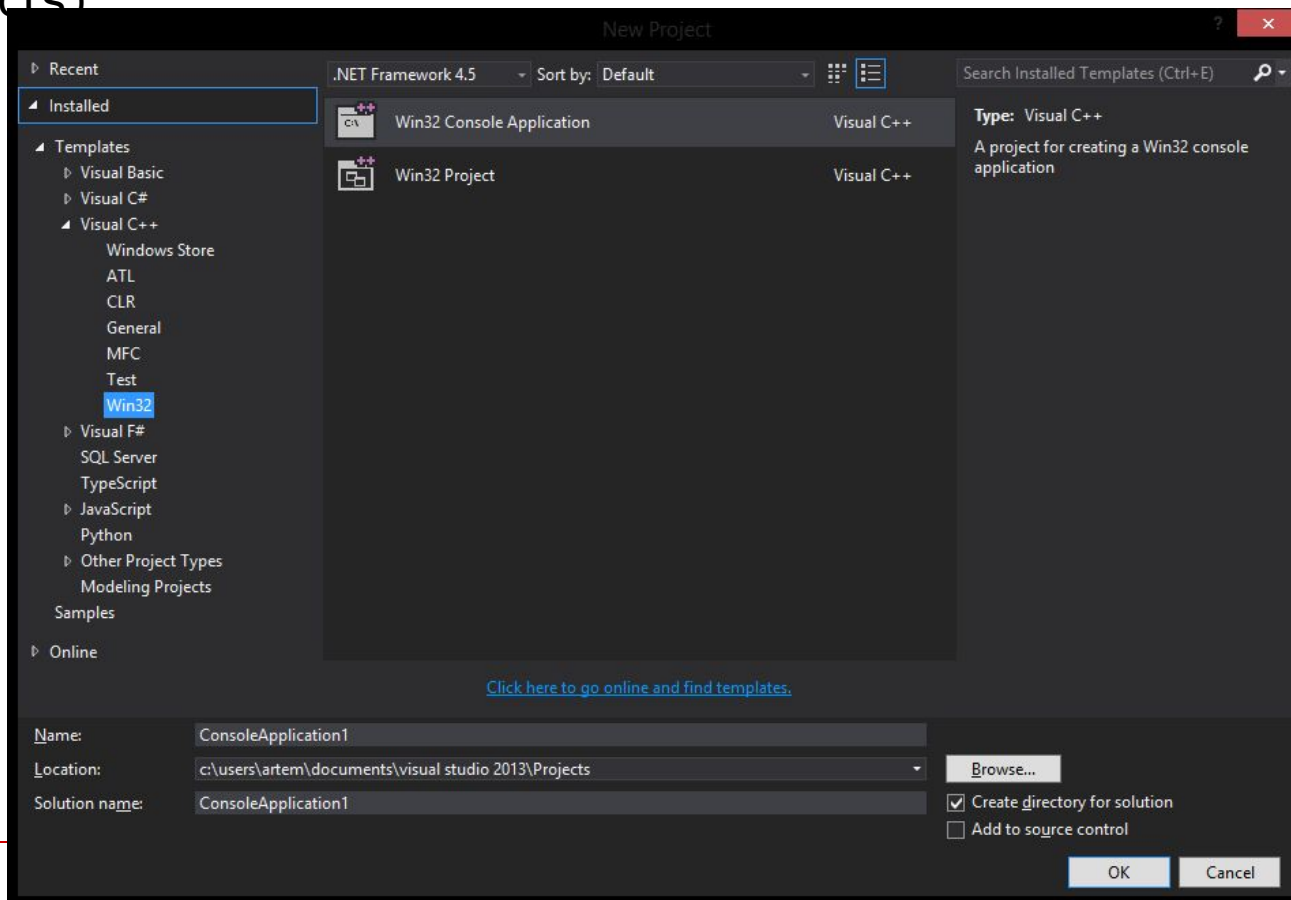 New Project
?
Recent
Installed
Templates
Visual Basic
Visual C#
Visual C++
Windows Store
ATL
CLR
General
MFC
Test
Win32
Visual F#
SQL Server
TypeScript
JavaScript
Python
Other Project Types
Modeling Projects
Samples
Online
.NET Framework 4.5 Sort by: Default
Win32 Console Application Visual C++
Win32 Project Visual C++
Click here to go online and find templates.
Search Installed Templates (Ctrl+E)
Type: Visual C++
A project for creating a Win32 console
application
Name: ConsoleApplication1
Location: c:\users\artem\documents\visual studio 2013\Projects Browse...
Solution name: ConsoleApplication1
Create directory for solution
Add to source control
OK Cancel